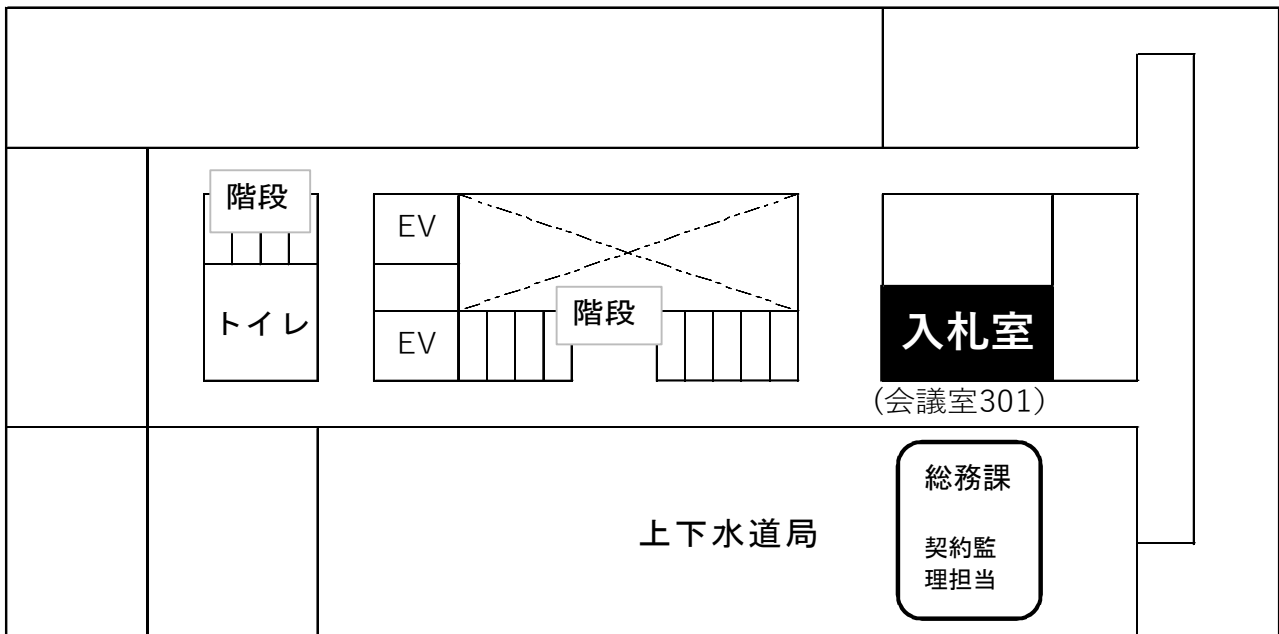 階段
EV
トイレ
階段
EV
入札室
(会議室301)
総務課
上下水道局
契約監
理担当